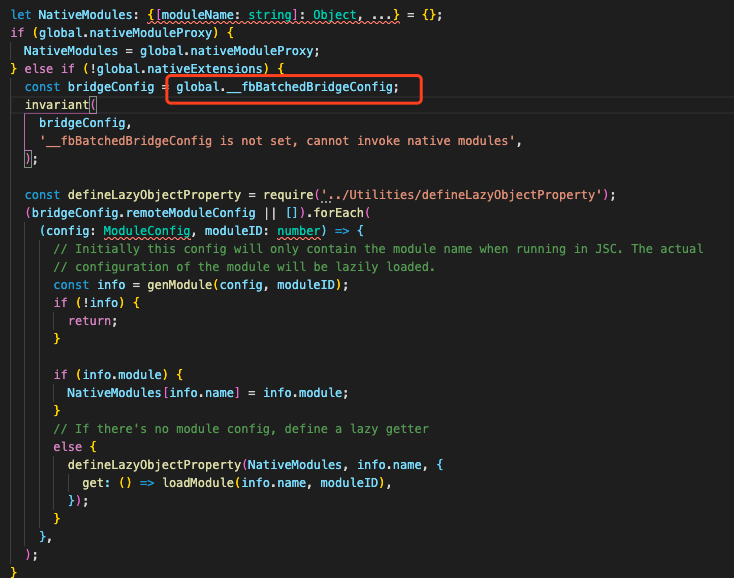 let NativeModules: {[moduleName: string]: Object, ...} = {};
if (global.nativeModuleProxy) {
  NativeModules = global.nativeModuleProxy;
} else if (!global.nativeExtensions) {
  const bridgeConfig = global.__fbBatchedBridgeConfig;
  invariant(
    bridgeConfig,
    '__fbBatchedBridgeConfig is not set, cannot invoke native modules',
  );

  const defineLazyObjectProperty = require('../Utilities/defineLazyObjectProperty');
  (bridgeConfig.remoteModuleConfig || []).forEach(
    (config: ModuleConfig, moduleID: number) => {
      // Initially this config will only contain the module name when running in JSC. The actual
      // configuration of the module will be lazily loaded.
      const info = genModule(config, moduleID);
      if (!info) {
        return;
      }

      if (info.module) {
        NativeModules[info.name] = info.module;
      }
      // If there's no module config, define a lazy getter
      else {
        defineLazyObjectProperty(NativeModules, info.name, {
          get: () => loadModule(info.name, moduleID),
        });
      }
    },
  );
}